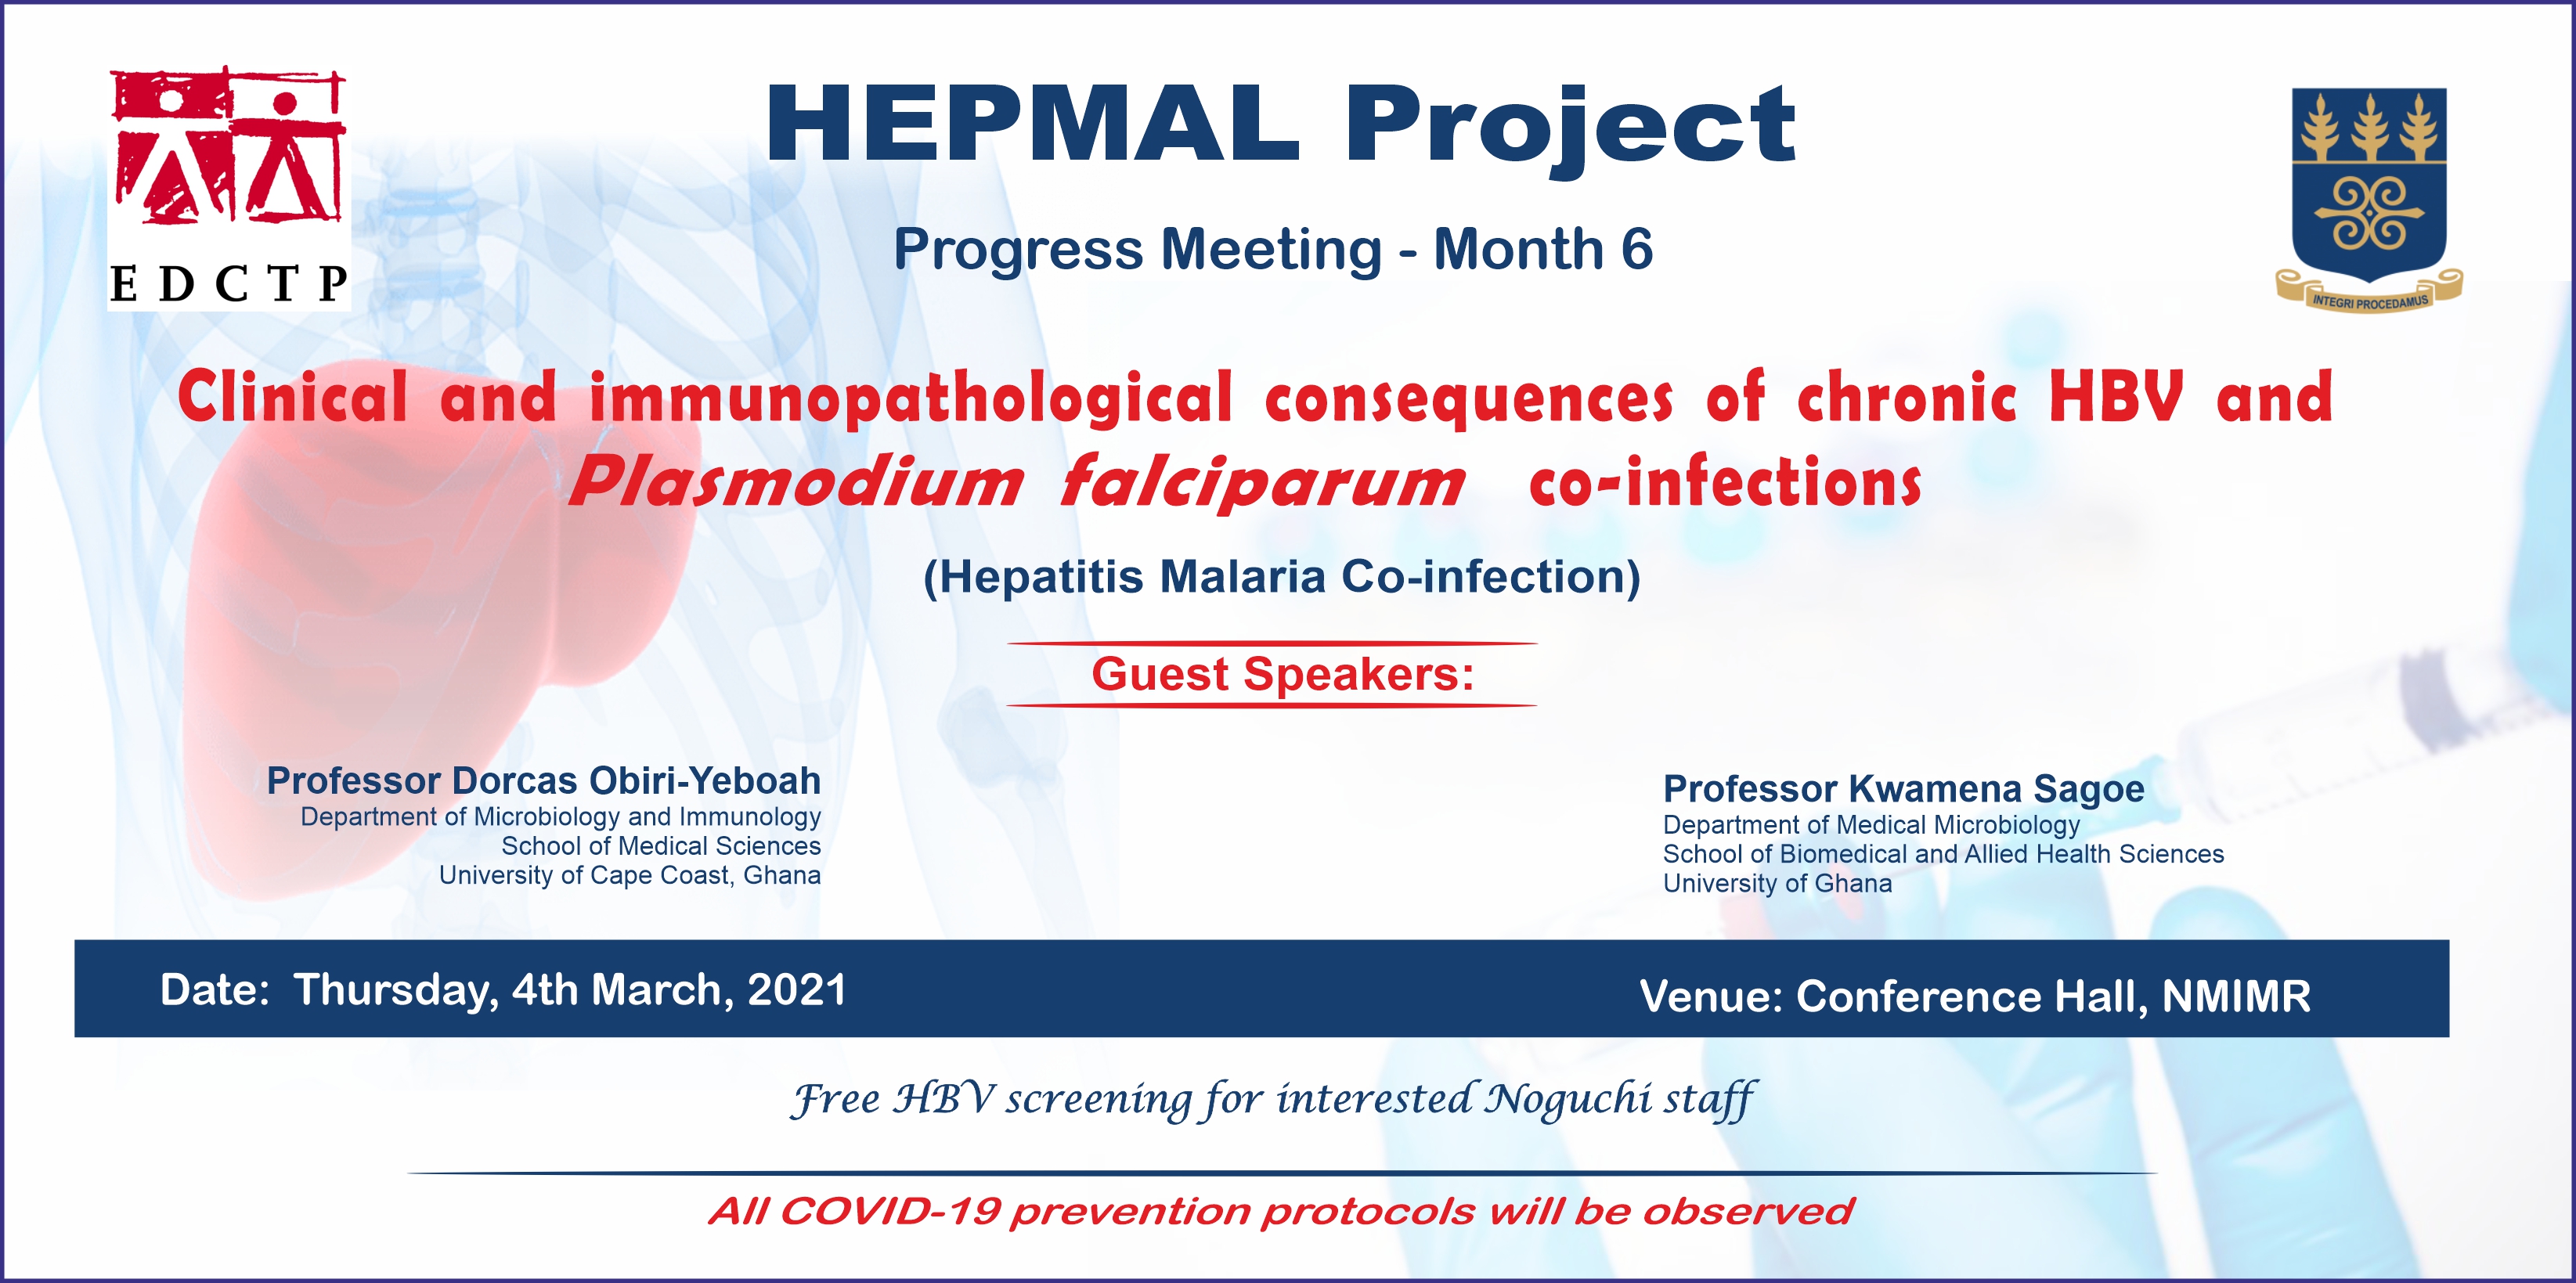 EDCTP
HEPMAL Project
Progress Meeting - Month 6
INTEGRI PROCEDAMUS
Clinical and immunopathological consequences of chronic HBV and
Plasmodium falciparum co-infections
(Hepatitis Malaria Co-infection)
Guest Speakers:
Professor Dorcas Obiri-Yeboah
Department of Microbiology and Immunology
School of Medical Sciences
University of Cape Coast, Ghana
Professor Kwamena Sagoe
Department of Medical Microbiology
School of Biomedical and Allied Health Sciences
University of Ghana
Date: Thursday, 4th March, 2021
Venue: Conference Hall, NMIMR
Free HBV screening for interested Noguchi staff
All COVID-19 prevention protocols will be observed